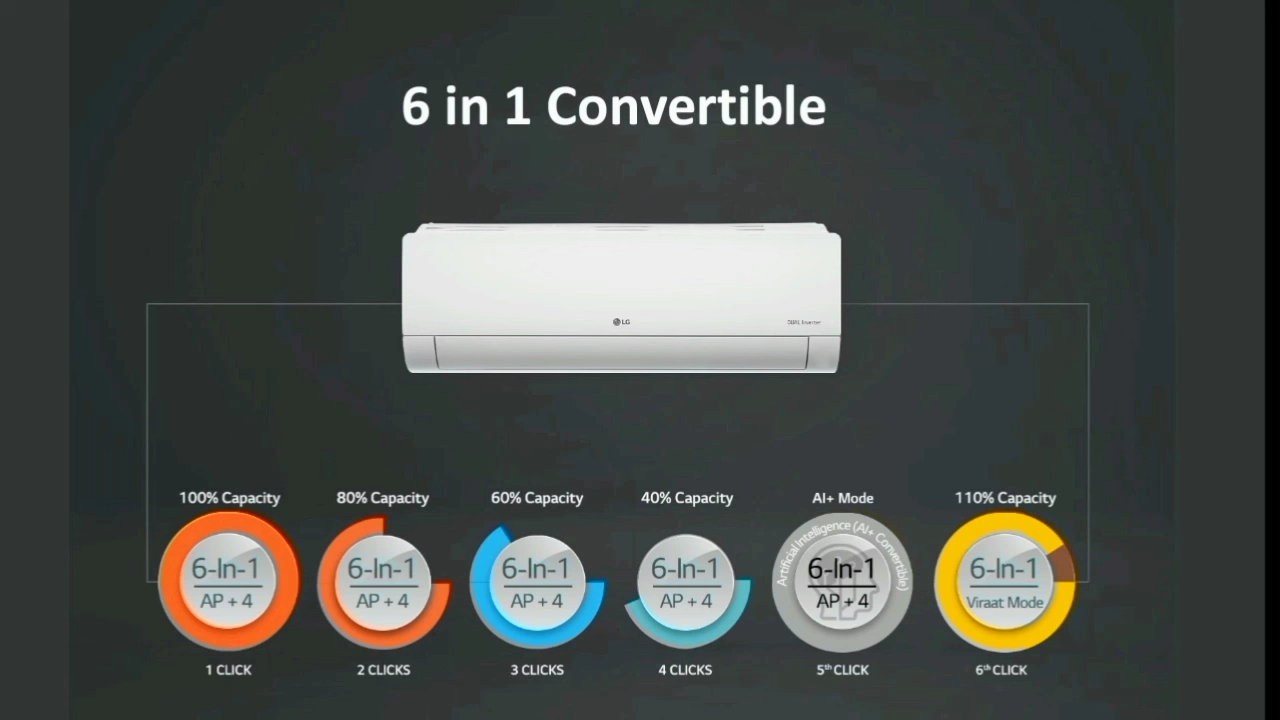 6 in 1 Convertible
LG
DUAL Inverter
100% Capacity
80% Capacity
60% Capacity
40% Capacity
AI+ Mode
110% Capacity
6-In-1
AP + 4
6-In-1
AP + 4
6-In-1
AP + 4
6-In-1
AP + 4
Artificial Intelligence (AI+ Convertible)
6-In-1
AP + 4
6-In-1
Viraat Mode
1 CLICK
2 CLICKS
3 CLICKS
4 CLICKS
5th CLICK
6th CLICK